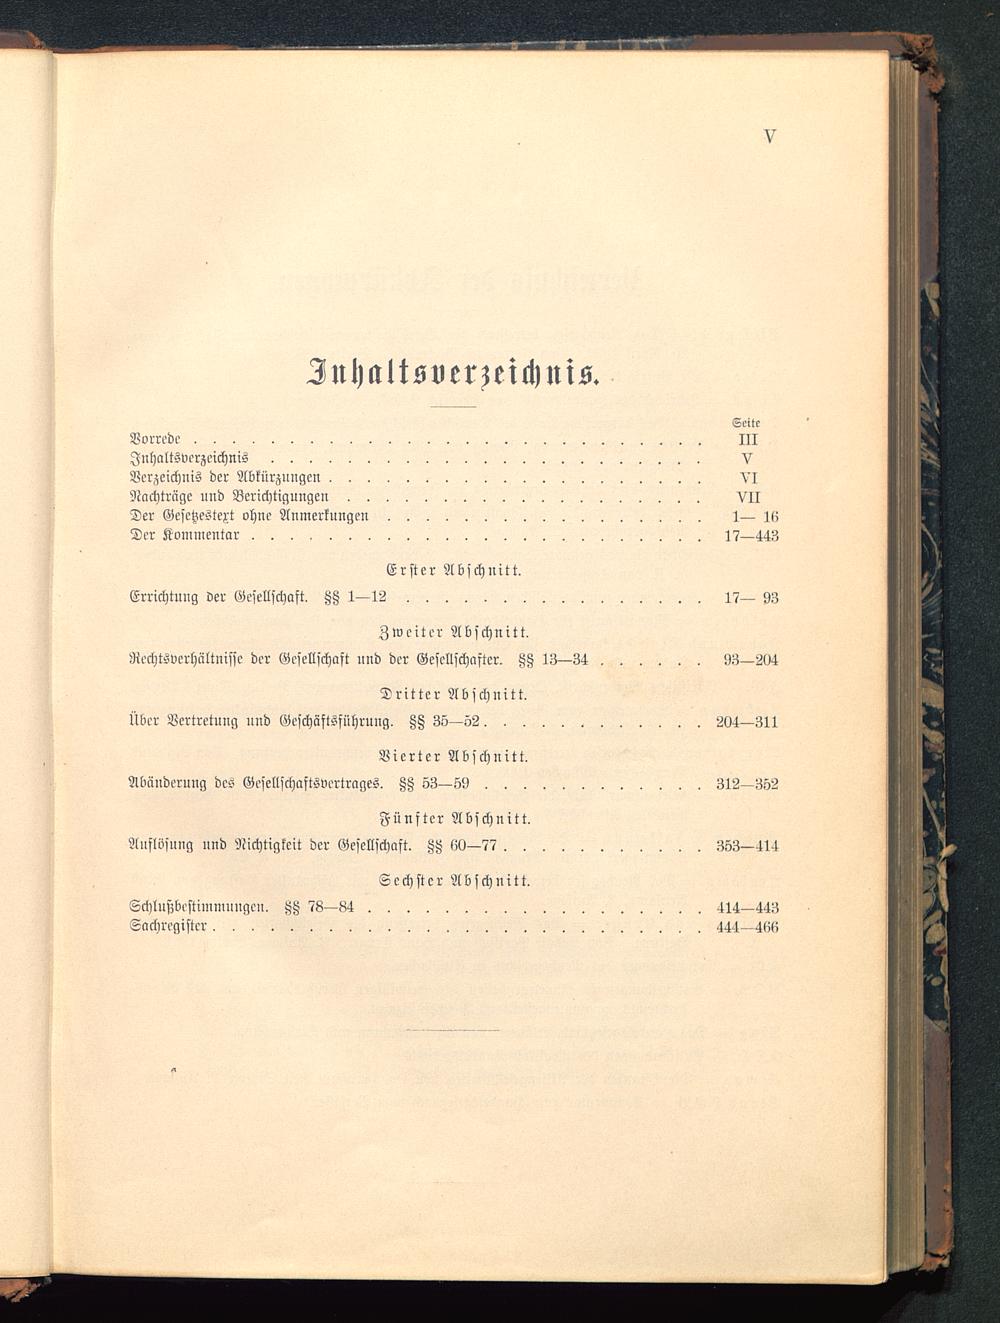 V
Inhaltsverzeichnis.
Seite
Vorrede . . . . . . . . . . . . . . . . . . . . . . . . . . . III
Inhaltsverzeichnis . . . . . . . . . . . . . . . . . . . . . . . V
Verzeichnis der Abkürzungen . . . . . . . . . . . . . . . . . . . . VI
Nachträge und Berichtigungen . . . . . . . . . . . . . . . . . . . VII
Der Gesetzestext ohne Anmerkungen . . . . . . . . . . . . . . . . . 1— 16
Der Kommentar . . . . . . . . . . . . . . . . . . . . . . . . 17—443
Erster Abschnitt.
Errichtung der Gesellschaft. §§ 1—12 . . . . . . . . . . . . . . . . 17— 93
Zweiter Abschnitt.
Rechtsverhältnisse der Gesellschaft und der Gesellschafter. §§ 13—34 . . . . . . 93—204
Dritter Abschnitt.
Über Vertretung und Geschäftsführung. §§ 35—52 . . . . . . . . . . . . 204—311
Vierter Abschnitt.
Abänderung des Gesellschaftsvertrages. §§ 53—59 . . . . . . . . . . . . 312—352
Fünfter Abschnitt.
Auflösung und Nichtigkeit der Gesellschaft. §§ 60—77 . . . . . . . . . . . 353—414
Sechster Abschnitt.
Schlußbestimmungen. §§ 78—84 . . . . . . . . . . . . . . . . . . 414—443
Sachregister . . . . . . . . . . . . . . . . . . . . . . . . . . 444—466